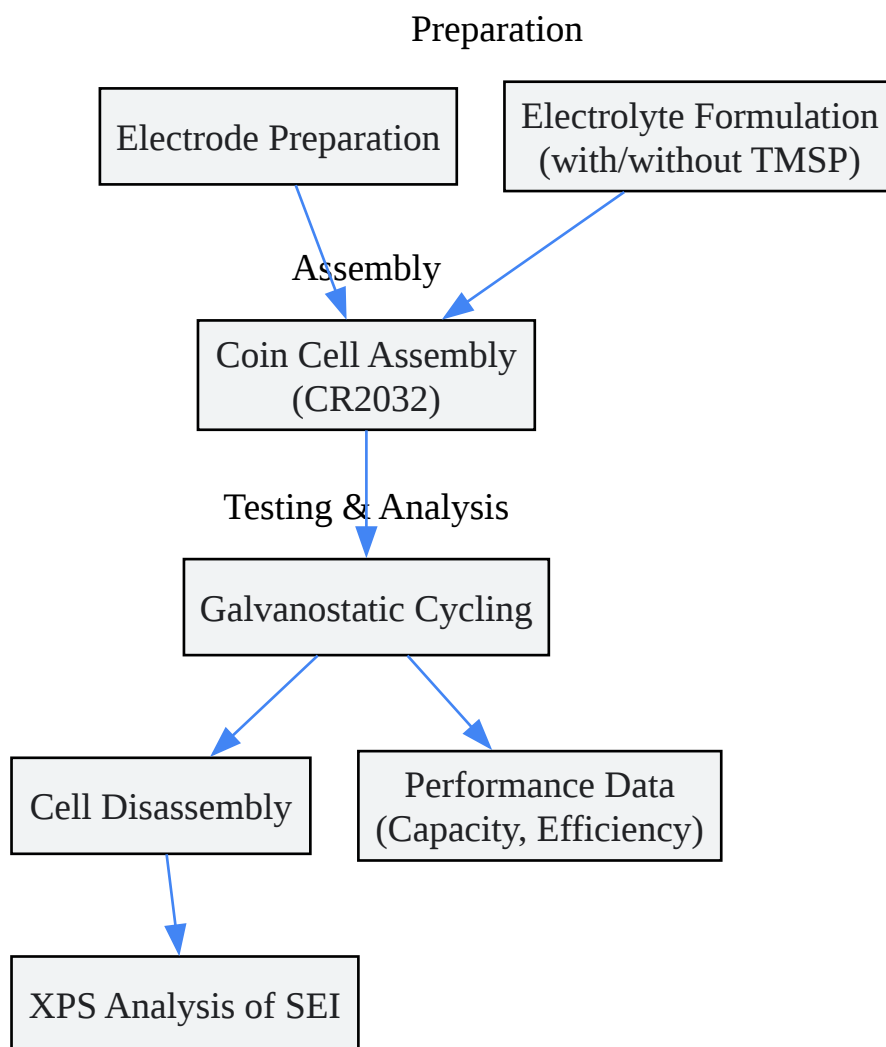 Preparation
Electrode Preparation
Electrolyte Formulation
(with/without TMSP)
Assembly
Coin Cell Assembly
(CR2032)
Testing & Analysis
Galvanostatic Cycling
Cell Disassembly
Performance Data
(Capacity, Efficiency)
XPS Analysis of SEI